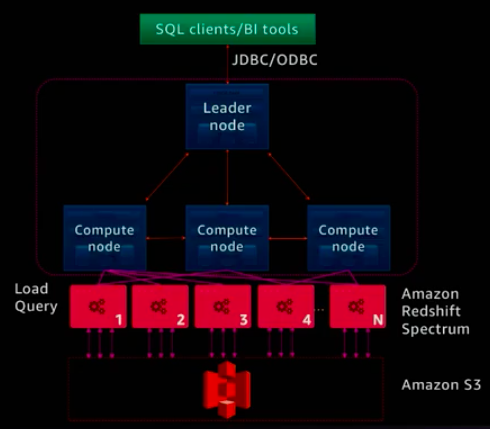 SQL clients/BI tools
JDBC/ODBC
Leader
node
Compute
node
Compute
node
Compute
node
Load
Query
1
2
3
4
...
N
Amazon
Redshift
Spectrum
Amazon S3